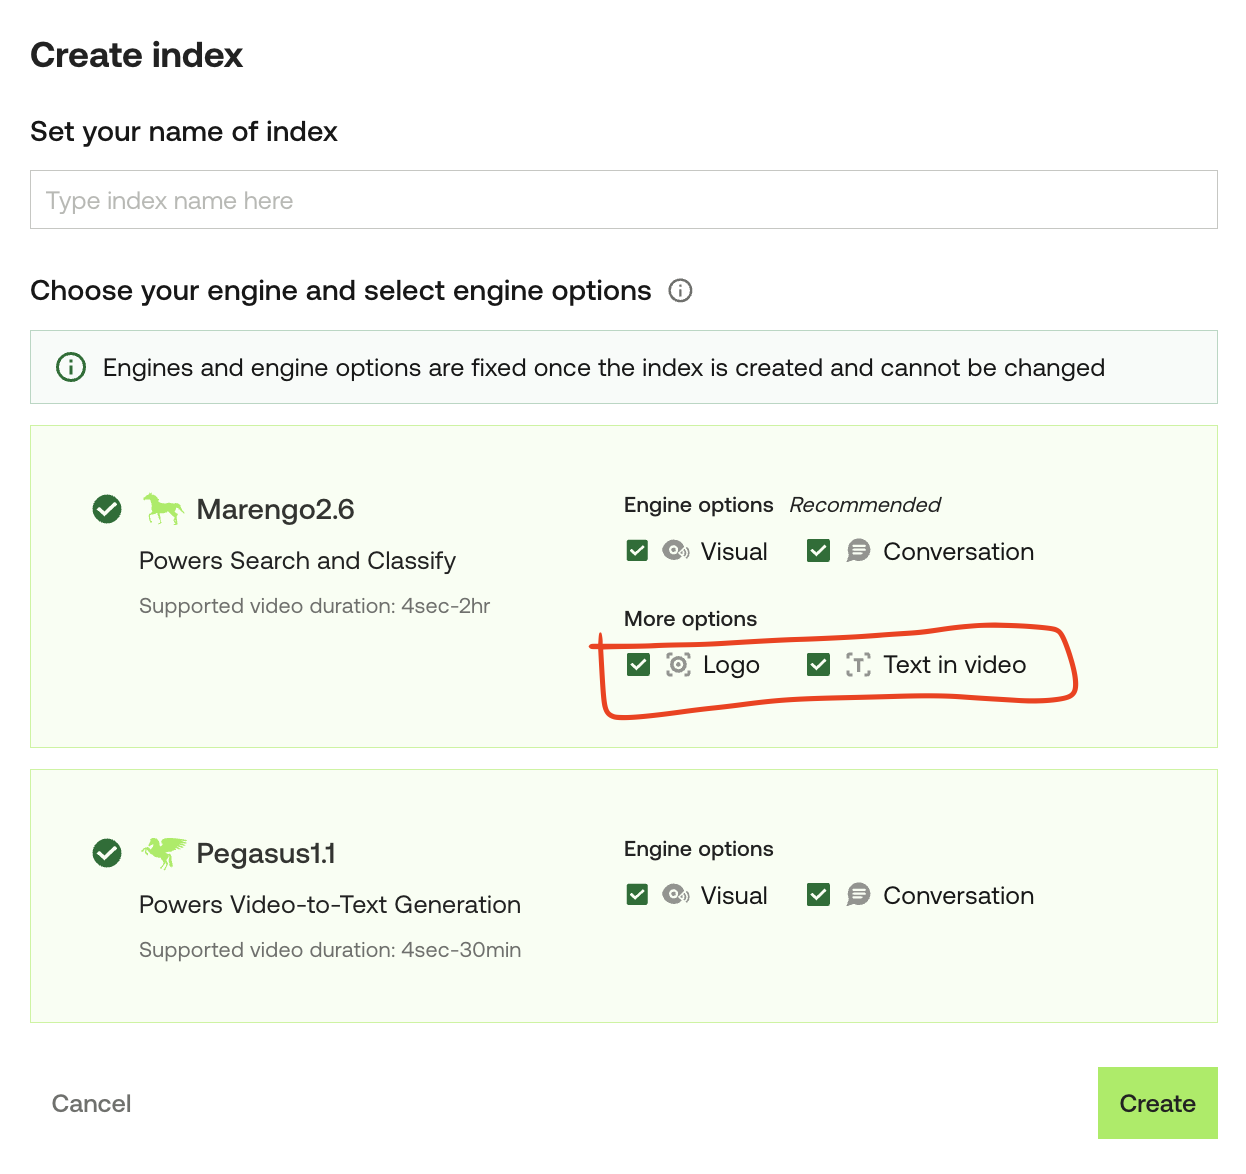 Create index
Set your name of index
Type index name here
Choose your engine and select engine options
Engines and engine options are fixed once the index is created and cannot be changed
Marengo2.6
Powers Search and Classify
Supported video duration: 4sec-2hr
Engine options Recommended
Visual Conversation
More options
Logo Text in video
Pegasus1.1
Powers Video-to-Text Generation
Supported video duration: 4sec-30min
Engine options
Visual Conversation
Cancel Create